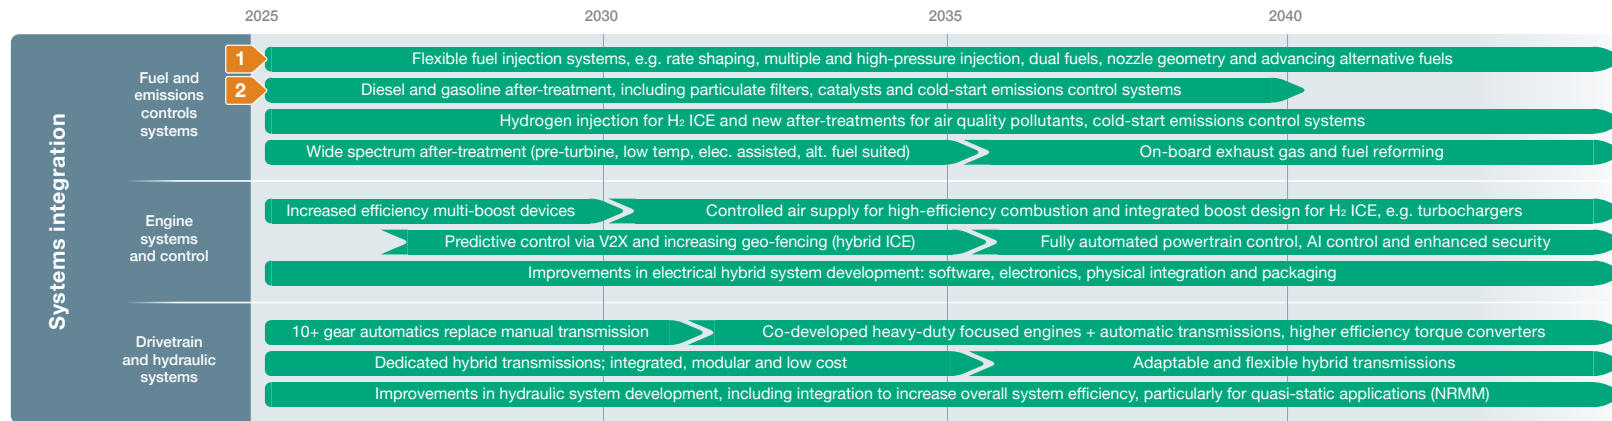 2025 2030 2035 2040
Systems integration
Fuel and
emissions
controls
systems
1
Flexible fuel injection systems, e.g. rate shaping, multiple and high-pressure injection, dual fuels, nozzle geometry and advancing alternative fuels
2
Diesel and gasoline after-treatment, including particulate filters, catalysts and cold-start emissions control systems
Hydrogen injection for H₂ ICE and new after-treatments for air quality pollutants, cold-start emissions control systems
Wide spectrum after-treatment (pre-turbine, low temp, elec. assisted, alt. fuel suited) On-board exhaust gas and fuel reforming
Engine
systems
and control
Increased efficiency multi-boost devices Controlled air supply for high-efficiency combustion and integrated boost design for H₂ ICE, e.g. turbochargers
Predictive control via V2X and increasing geo-fencing (hybrid ICE) Fully automated powertrain control, AI control and enhanced security
Improvements in electrical hybrid system development: software, electronics, physical integration and packaging
Drivetrain
and hydraulic
systems
10+ gear automatics replace manual transmission Co-developed heavy-duty focused engines + automatic transmissions, higher efficiency torque converters
Dedicated hybrid transmissions; integrated, modular and low cost Adaptable and flexible hybrid transmissions
Improvements in hydraulic system development, including integration to increase overall system efficiency, particularly for quasi-static applications (NRMM)